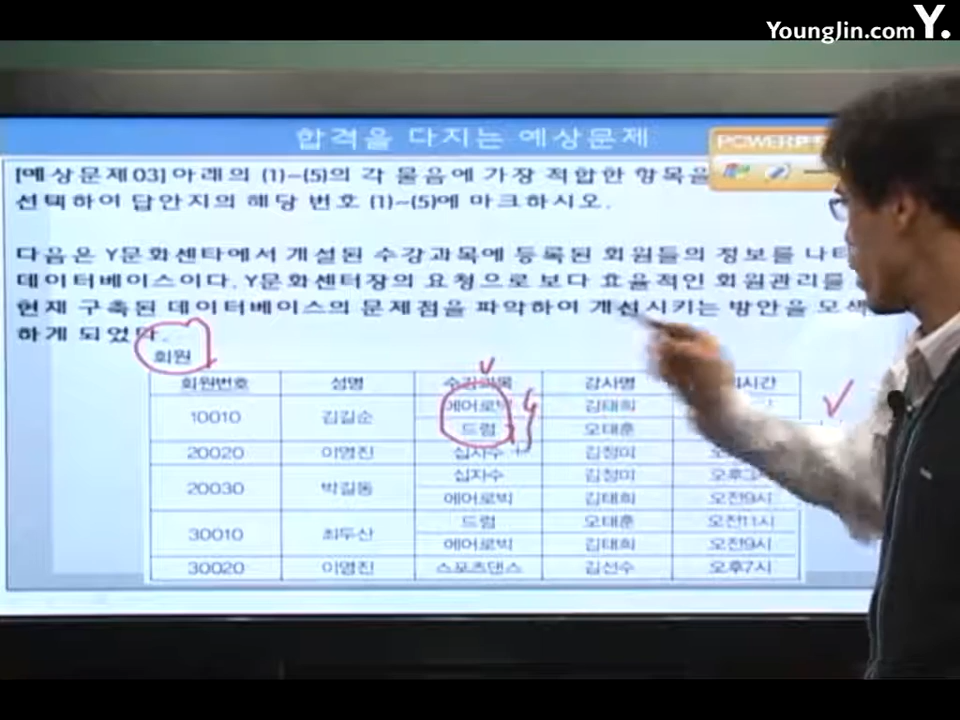 YoungJin.com Y.
합격을 다지는 예상문제
POWERP
[예상문제03] 아래의 (1)~(5)의 각 물음에 가장 적합한 항목을
선택하여 답안지의 해당 번호 (1)~(5)에 마크하시오.
다음은 Y문화센타에서 개설된 수강과목에 등록된 회원들의 정보를
데이터베이스이다. Y문화센터장의 요청으로 보다 효율적인 회원관리를
현재 구축된 데이터베이스의 문제점을 파악하여 개선시키는 방안을 모색
하게 되었다.
회원
회원번호 성명 수강과목 강사명
10010 김길순 에어로빅 김태희
드럼 오태훈
20020 이영진 십자수 김정미
20030 박길동 십자수 김정미
에어로빅 김태희 오전9시
30010 최두산 드럼 오태훈 오전11시
에어로빅 김태희 오전9시
30020 이영진 스포츠댄스 김선수 오후7시